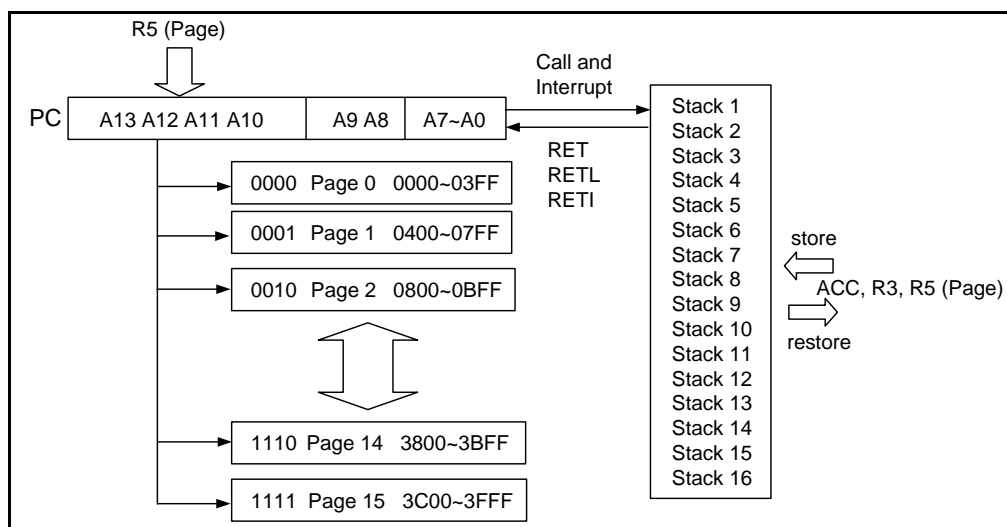 R5 (Page)
PC
A13 A12 A11 A10
A9 A8
A7~A0
0000 Page 0 0000~03FF
0001 Page 1 0400~07FF
0010 Page 2 0800~0BFF
1110 Page 14 3800~3BFF
1111 Page 15 3C00~3FFF
Call and
Interrupt
RET
RETL
RETI
Stack 1
Stack 2
Stack 3
Stack 4
Stack 5
Stack 6
Stack 7
Stack 8
Stack 9
Stack 10
Stack 11
Stack 12
Stack 13
Stack 14
Stack 15
Stack 16
store
ACC, R3, R5 (Page)
restore